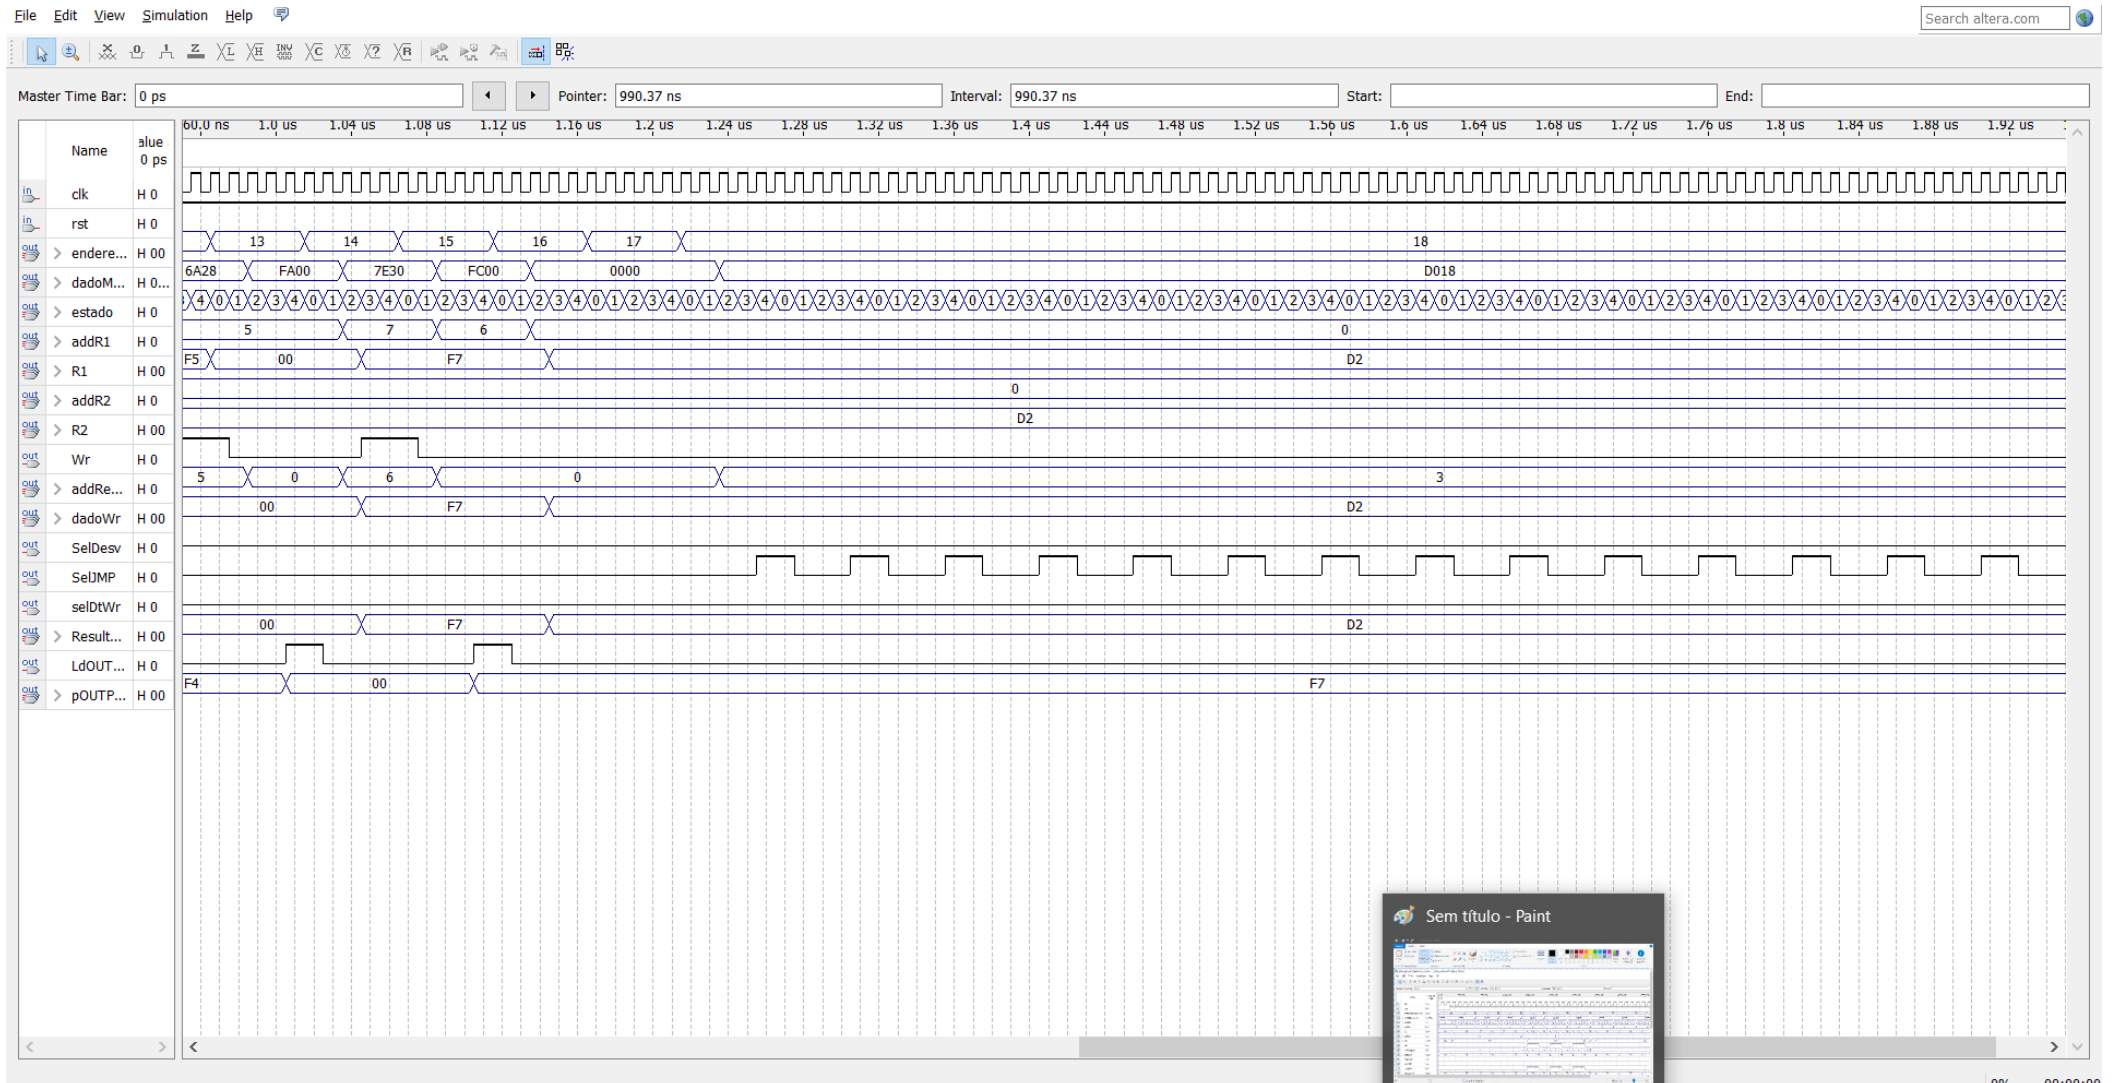 File Edit View Simulation Help
Search altera.com
Master Time Bar: 0 ps
Pointer: 990.37 ns
Interval: 990.37 ns
Start:
End:
Name
alue
0 ps
60.0 ns 1.0 us 1.04 us 1.08 us 1.12 us 1.16 us 1.2 us 1.24 us 1.28 us 1.32 us 1.36 us 1.4 us 1.44 us 1.48 us 1.52 us 1.56 us 1.6 us 1.64 us 1.68 us 1.72 us 1.76 us 1.8 us 1.84 us 1.88 us 1.92 us
clk H 0
rst H 0
endere... H 00 13 14 15 16 17 18
dadoM... H 0... 6A28 FA00 7E30 FC00 0000 D018
estado H 0
addR1 H 0 5 7 6 0
R1 H 00 F5 00 F7 D2
addR2 H 0 0
R2 H 00 D2
Wr H 0
addRe... H 0 5 0 6 0 3
dadoWr H 00 00 F7 D2
SelDesv H 0
SelJMP H 0
selDtWr H 0
Result... H 00 00 F7 D2
LdOUT... H 0
pOUTP... H 00 F4 00 F7
Sem título - Paint